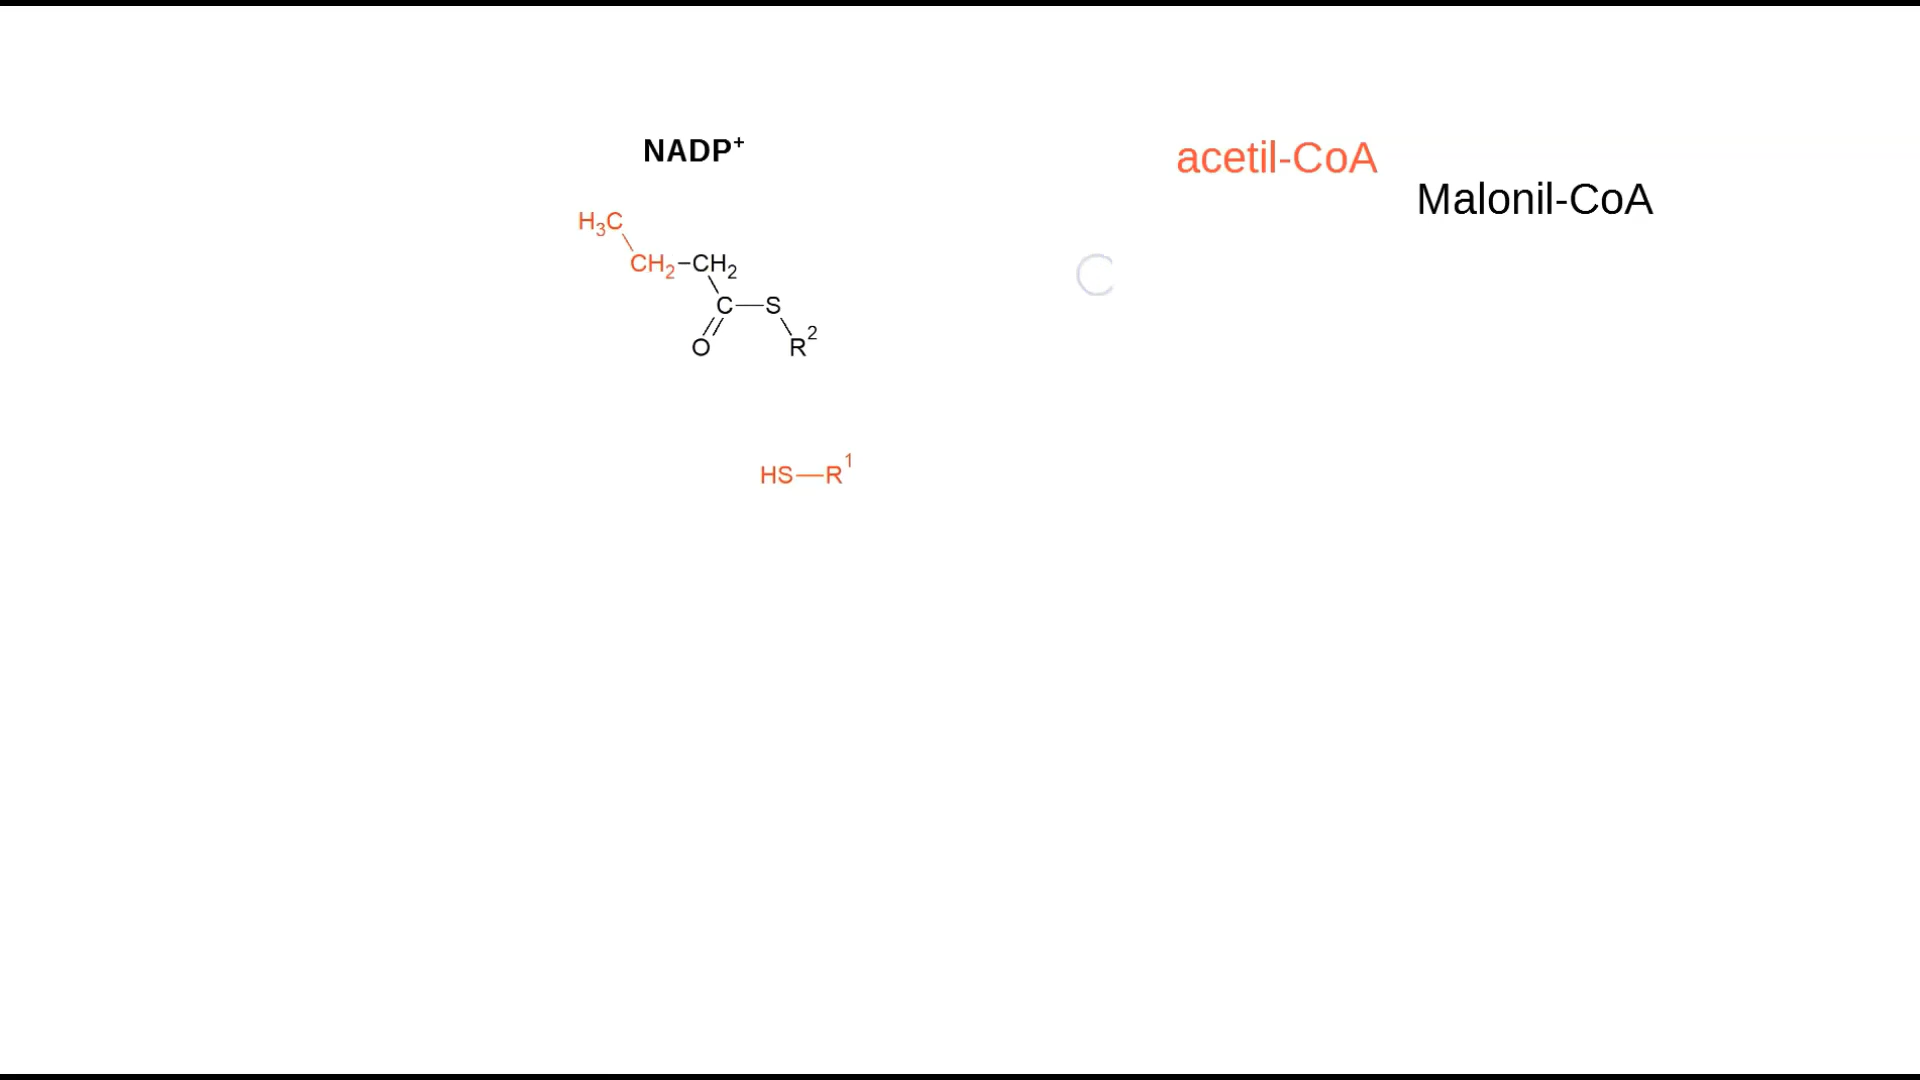 NADP⁺
acetil-CoA
Malonil-CoA
H₃C
CH₂–CH₂
C
C—S
O
R²
HS—R¹